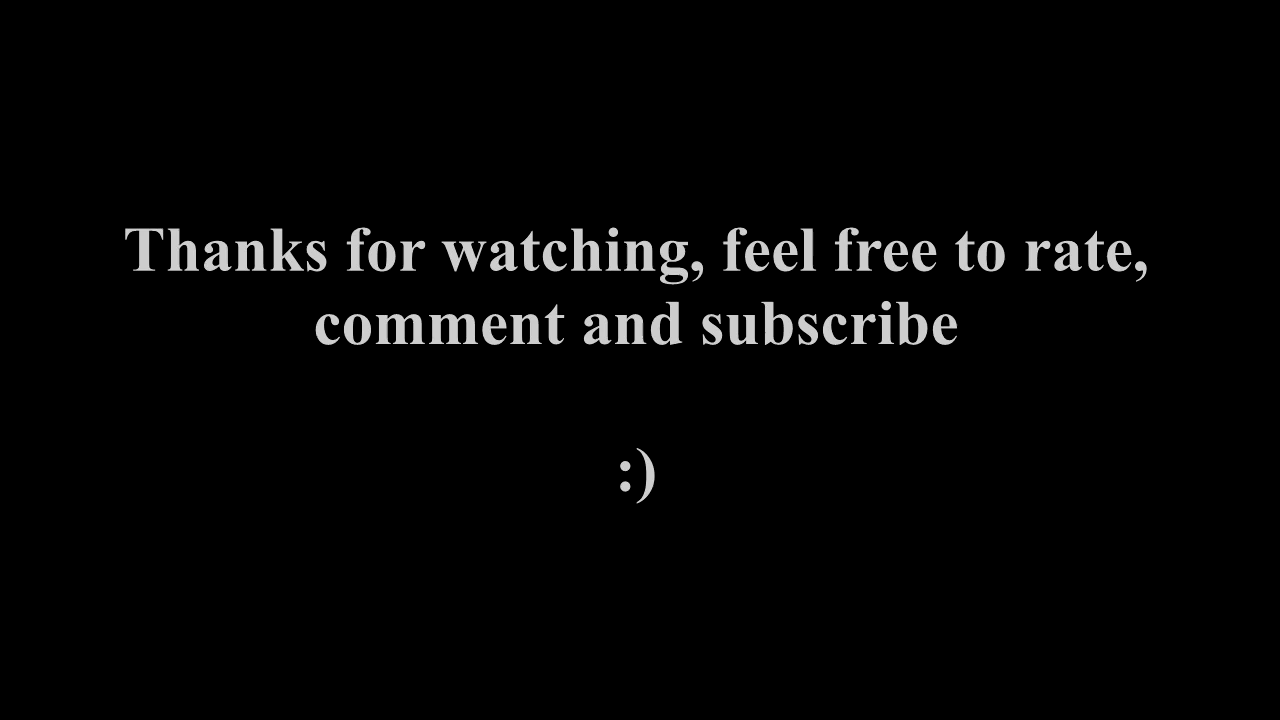 Thanks for watching, feel free to rate,
comment and subscribe
:)